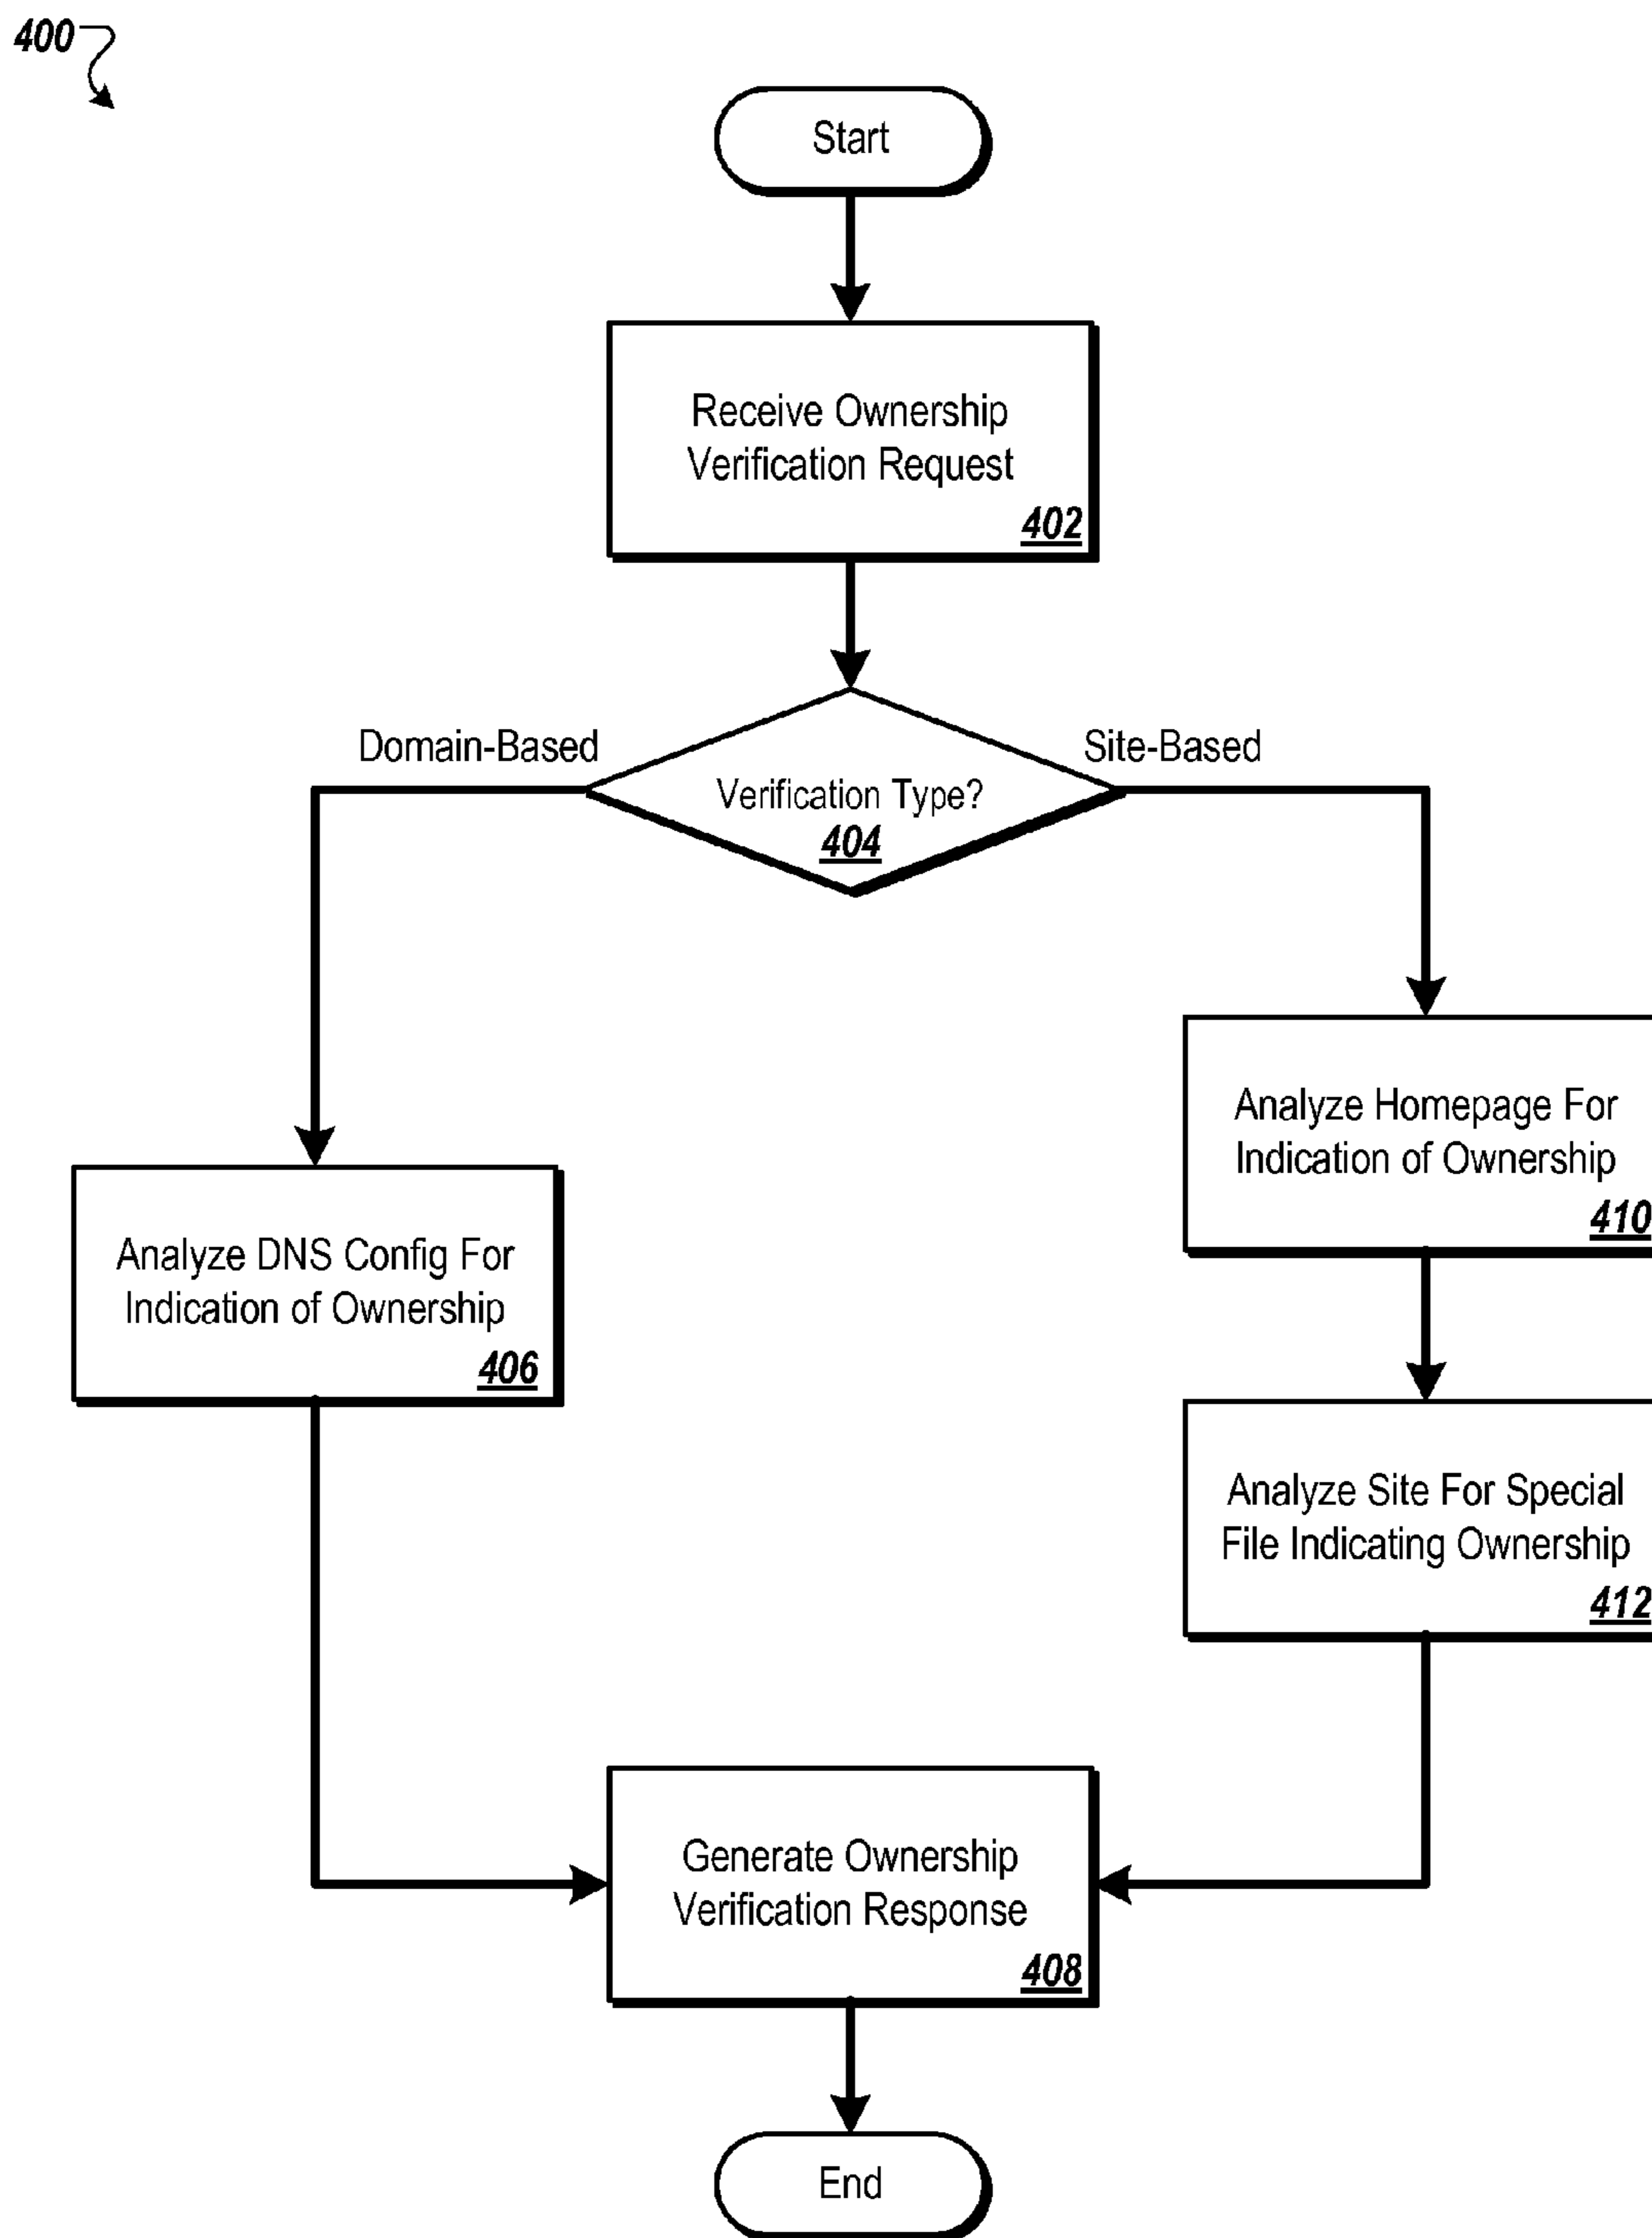 400
Start
Receive Ownership
Verification Request
402
Domain-Based
Site-Based
Verification Type?
404
Analyze Homepage For
Indication of Ownership
410
Analyze DNS Config For
Indication of Ownership
406
Analyze Site For Special
File Indicating Ownership
412
Generate Ownership
Verification Response
408
End